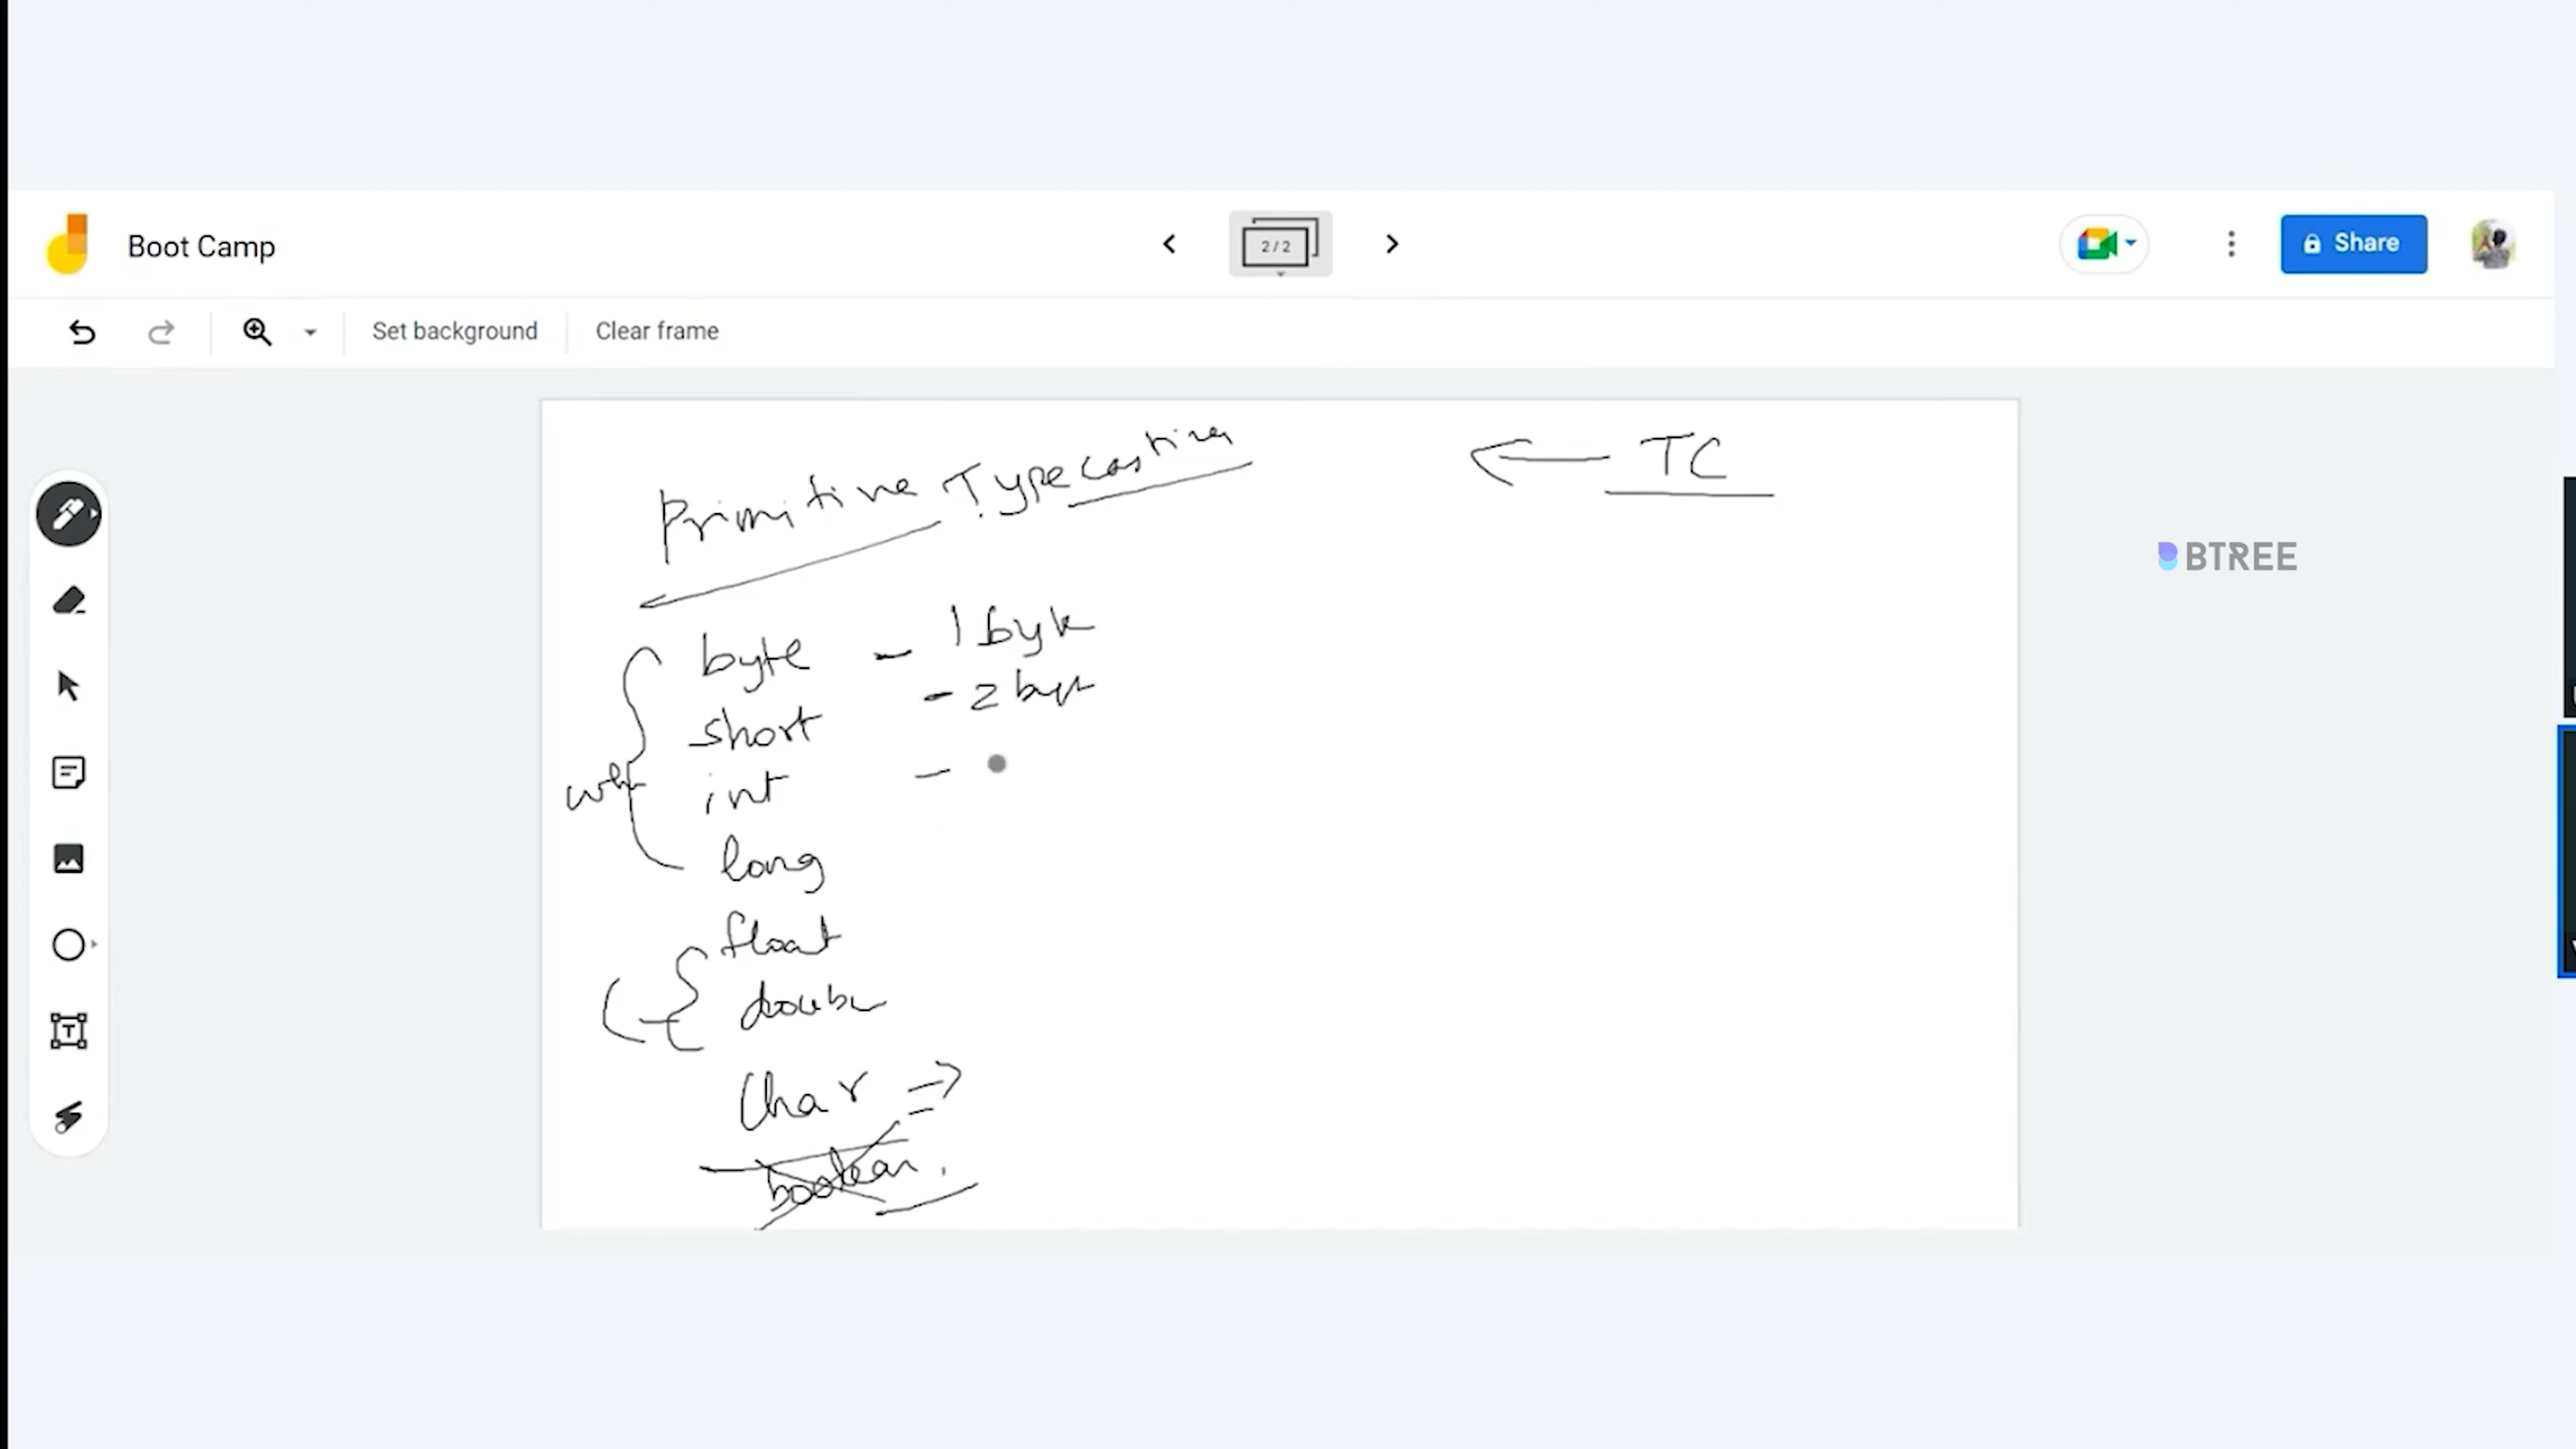 Boot Camp
2 / 2
Share
Set background
Clear frame
Primitive Typecasting
← TC
BTREE
byte - 1 byte
short - 2 byt
int -
long
float
double
Char ⇒
boolean.